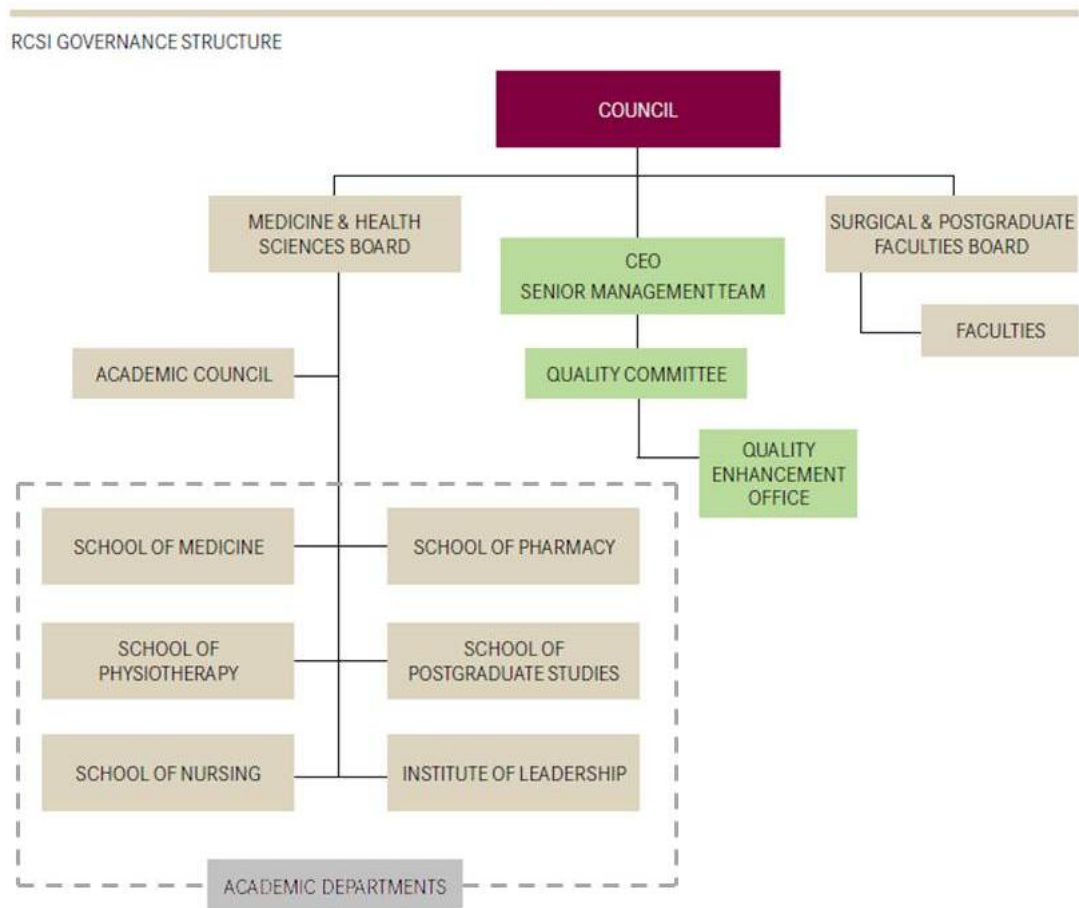 RCSI GOVERNANCE STRUCTURE
COUNCIL
MEDICINE & HEALTH
SCIENCES BOARD
CEO
SENIOR MANAGEMENT TEAM
SURGICAL & POSTGRADUATE
FACULTIES BOARD
FACULTIES
ACADEMIC COUNCIL
QUALITY COMMITTEE
QUALITY
ENHANCEMENT
OFFICE
SCHOOL OF MEDICINE
SCHOOL OF PHARMACY
SCHOOL OF
PHYSIOTHERAPY
SCHOOL OF
POSTGRADUATE STUDIES
SCHOOL OF NURSING
INSTITUTE OF LEADERSHIP
ACADEMIC DEPARTMENTS